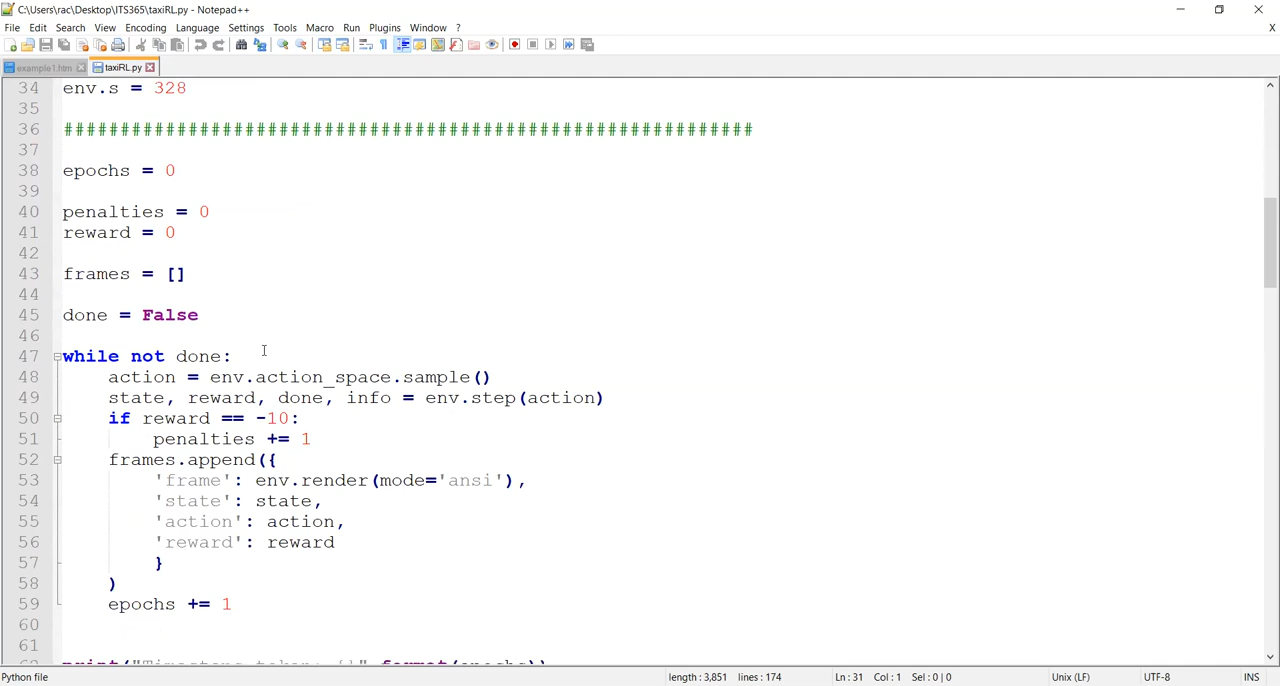 C:\Users\rac\Desktop\ITS365\taxiRL.py - Notepad++
File Edit Search View Encoding Language Settings Tools Macro Run Plugins Window ? X
example1.htm taxiRL.py
34 env.s = 328
35
36 #############################################################
37
38 epochs = 0
39
40 penalties = 0
41 reward = 0
42
43 frames = []
44
45 done = False
46
47 while not done:
48 action = env.action_space.sample()
49 state, reward, done, info = env.step(action)
50 if reward == -10:
51 penalties += 1
52 frames.append({
53 'frame': env.render(mode='ansi'),
54 'state': state,
55 'action': action,
56 'reward': reward
57 }
58 )
59 epochs += 1
60
61
Python file length : 3,851 lines : 174 Ln : 31 Col : 1 Sel : 0 | 0 Unix (LF) UTF-8 INS